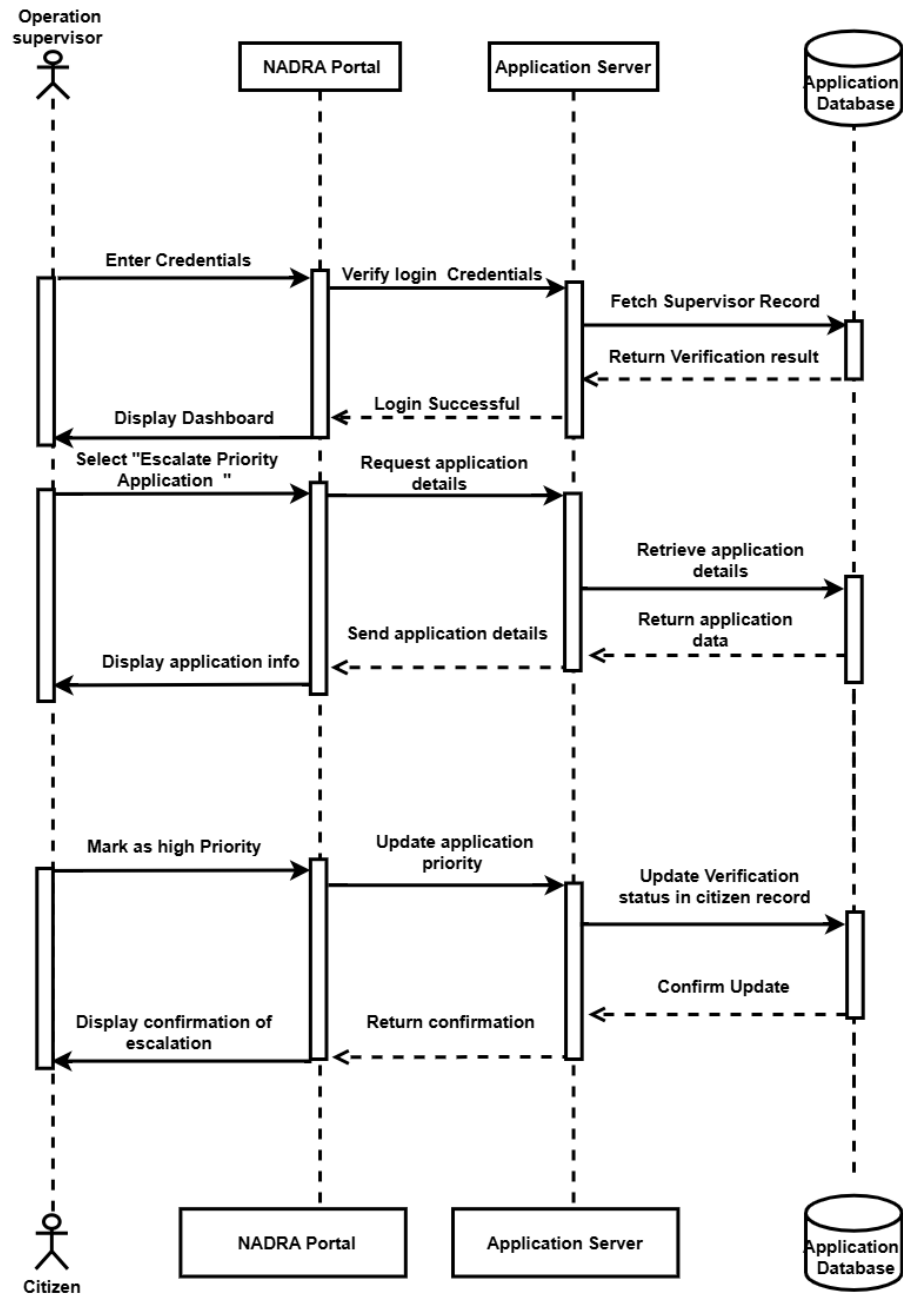 Operation
supervisor
NADRA Portal
Application Server
Application
Database
Enter Credentials
Verify login  Credentials
Fetch Supervisor Record
Return Verification result
Login Successful
Display Dashboard
Select "Escalate Priority
Application  "
Request application
details
Retrieve application
details
Return application
data
Send application details
Display application info
Mark as high Priority
Update application
priority
Update Verification
status in citizen record
Confirm Update
Return confirmation
Display confirmation of
escalation
Citizen
NADRA Portal
Application Server
Application
Database